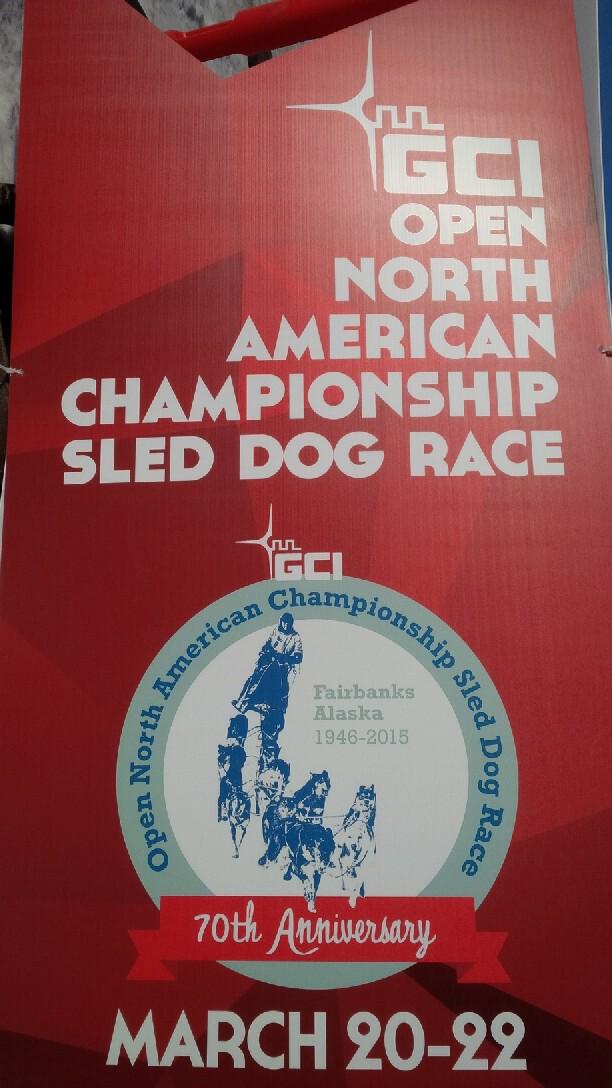 GCI
OPEN
NORTH
AMERICAN
CHAMPIONSHIP
SLED DOG RACE
GCI
Open North American Championship Sled Dog Race
Fairbanks
Alaska
1946-2015
70th Anniversary
MARCH 20-22